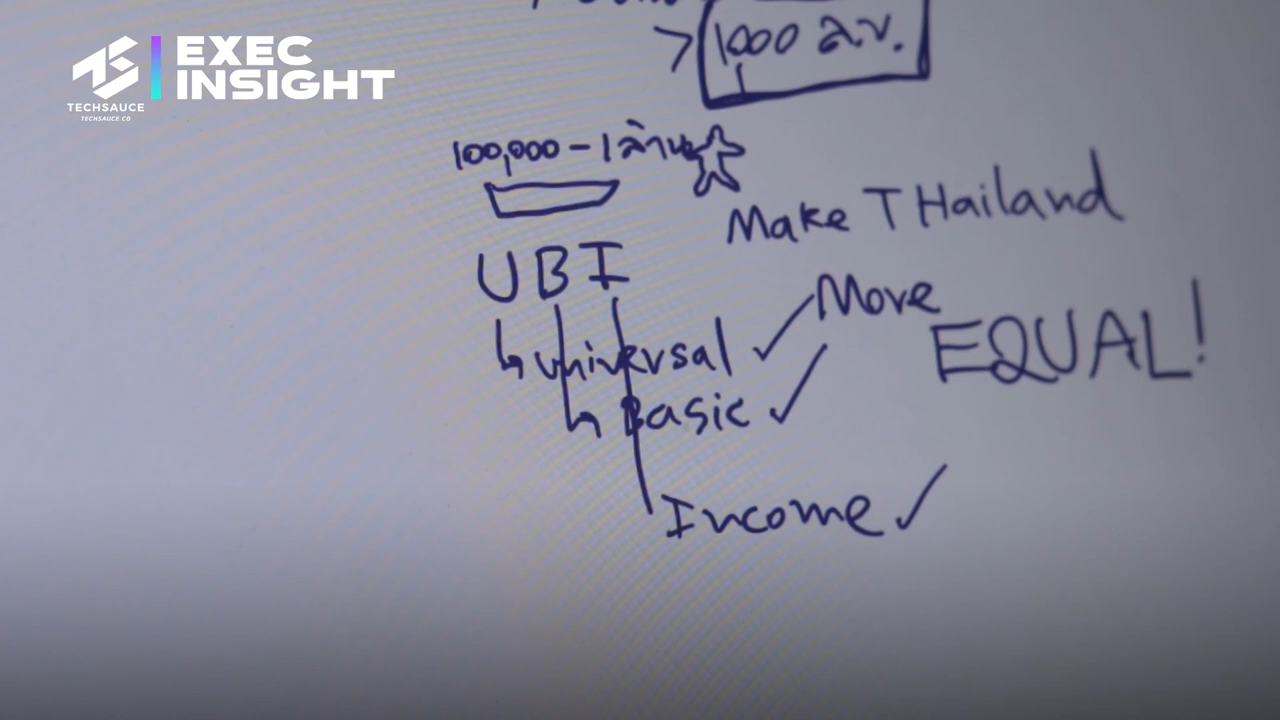 EXEC
INSIGHT
TECHSAUCE
TECHSAUCE.CO
> 1000 ล.บ.
100,000 - 1 ล้าน
Make THailand
Move
EQUAL!
UBI
Universal ✓
Basic ✓
Income ✓